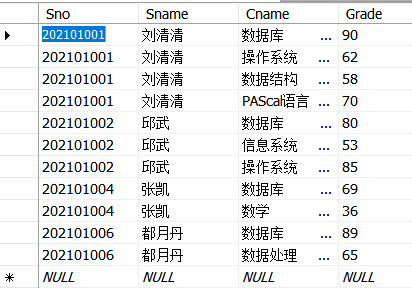 Sno Sname Cname Grade
202101001 刘清清 数据库 ... 90
202101001 刘清清 操作系统 ... 62
202101001 刘清清 数据结构 ... 58
202101001 刘清清 PAScal语言 ... 70
202101002 邱武 数据库 ... 80
202101002 邱武 信息系统 ... 53
202101002 邱武 操作系统 ... 85
202101004 张凯 数据库 ... 69
202101004 张凯 数学 ... 36
202101006 都月丹 数据库 ... 89
202101006 都月丹 数据处理 ... 65
NULL NULL NULL NULL